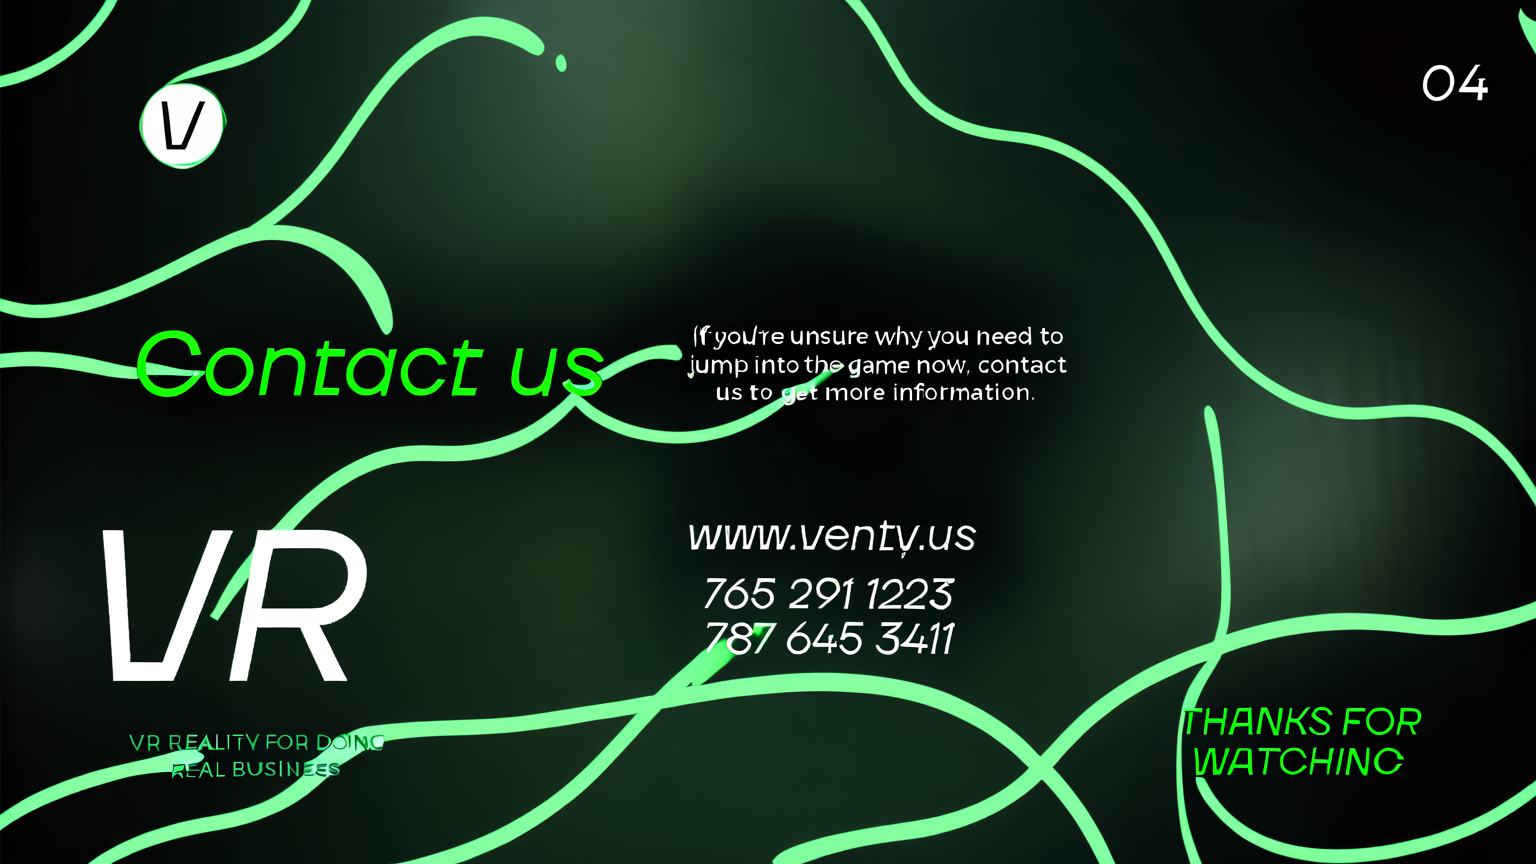 04
V
Contact us
If you're unsure why you need to
jump into the game now, contact
us to get more information.
VR
www.venty.us
765 291 1223
787 645 3411
VR REALITY FOR DOING
REAL BUSINEES
THANKS FOR
WATCHING